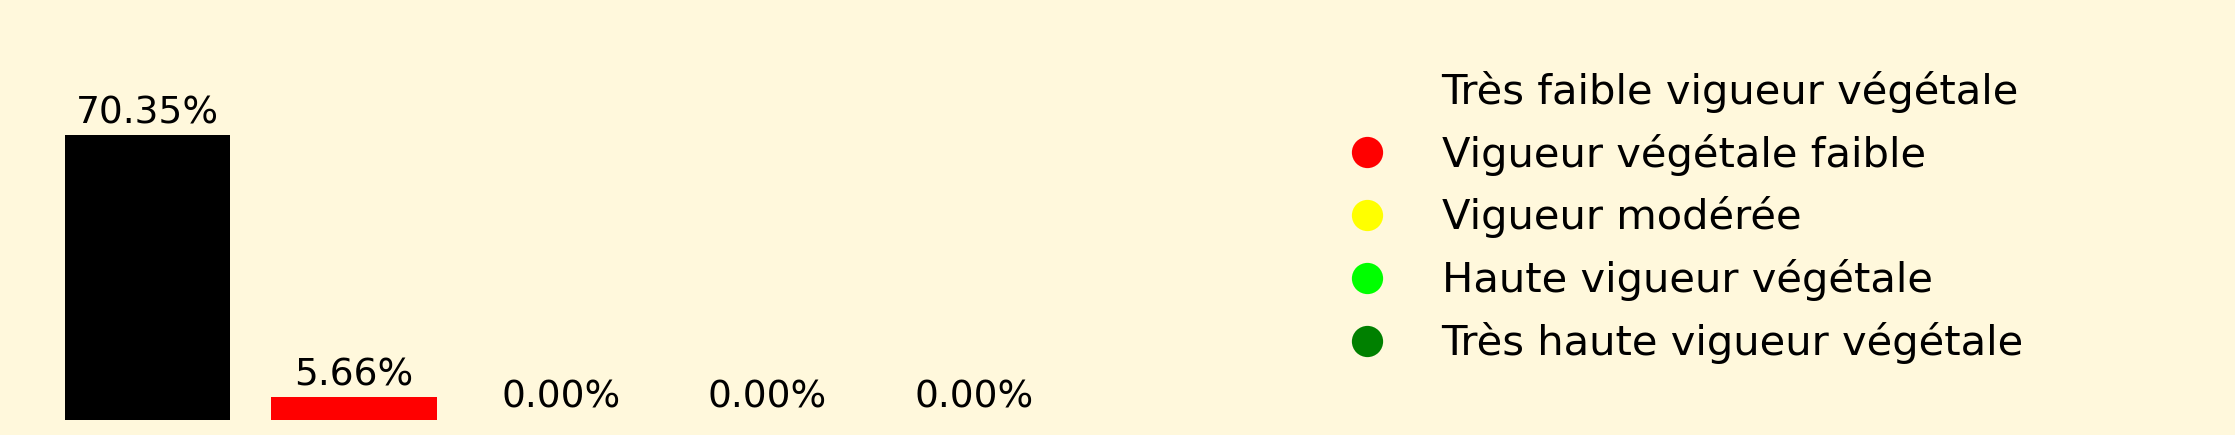 70.35%
5.66%
0.00%
0.00%
0.00%
Très faible vigueur végétale
Vigueur végétale faible
Vigueur modérée
Haute vigueur végétale
Très haute vigueur végétale